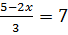 (5−2x)/3 = 7